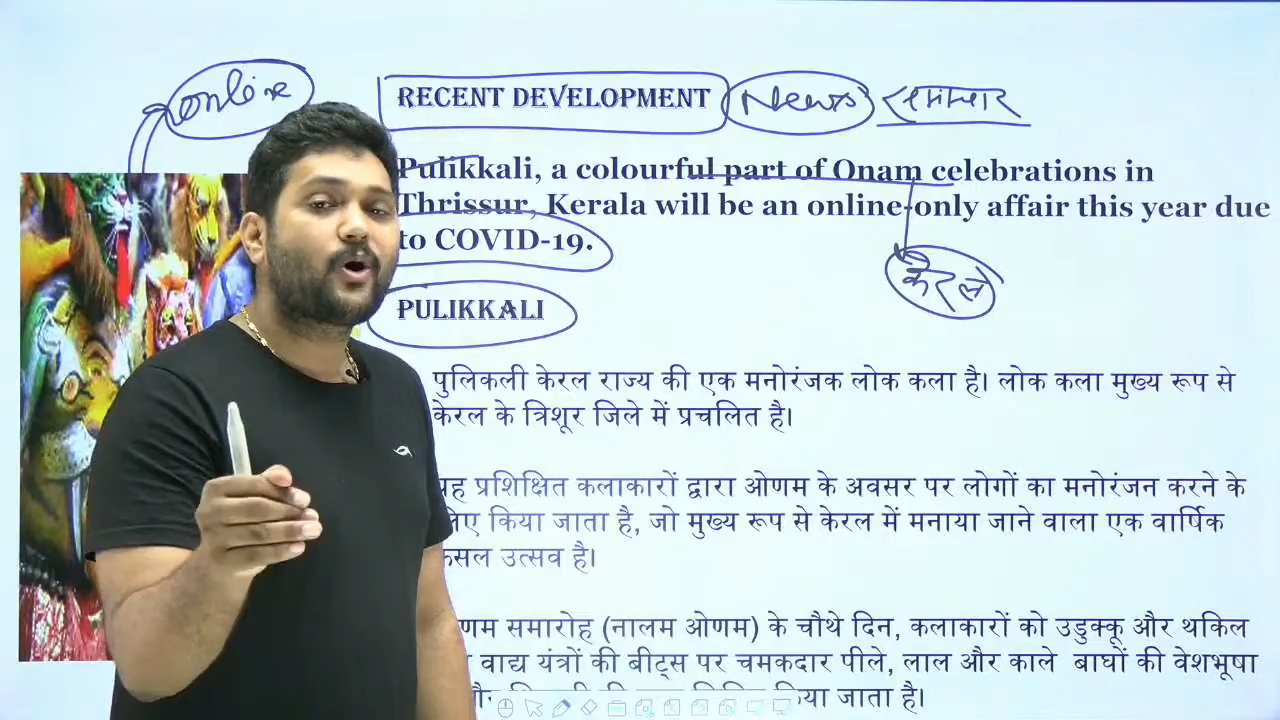 online
RECENT DEVELOPMENT News समाचार
Pulikkali, a colourful part of Onam celebrations in
Thrissur, Kerala will be an online-only affair this year due
to COVID-19.
केरल
PULIKKALI
पुलिकली केरल राज्य की एक मनोरंजक लोक कला है। लोक कला मुख्य रूप से
केरल के त्रिशूर जिले में प्रचलित है।
प्रशिक्षित कलाकारों द्वारा ओणम के अवसर पर लोगों का मनोरंजन करने के
किया जाता है, जो मुख्य रूप से केरल में मनाया जाने वाला एक वार्षिक
उत्सव है।
समारोह (नालम ओणम) के चौथे दिन, कलाकारों को उडुक्कू और थकिल
वाद्य यंत्रों की बीट्स पर चमकदार पीले, लाल और काले बाघों की वेशभूषा
किया जाता है।